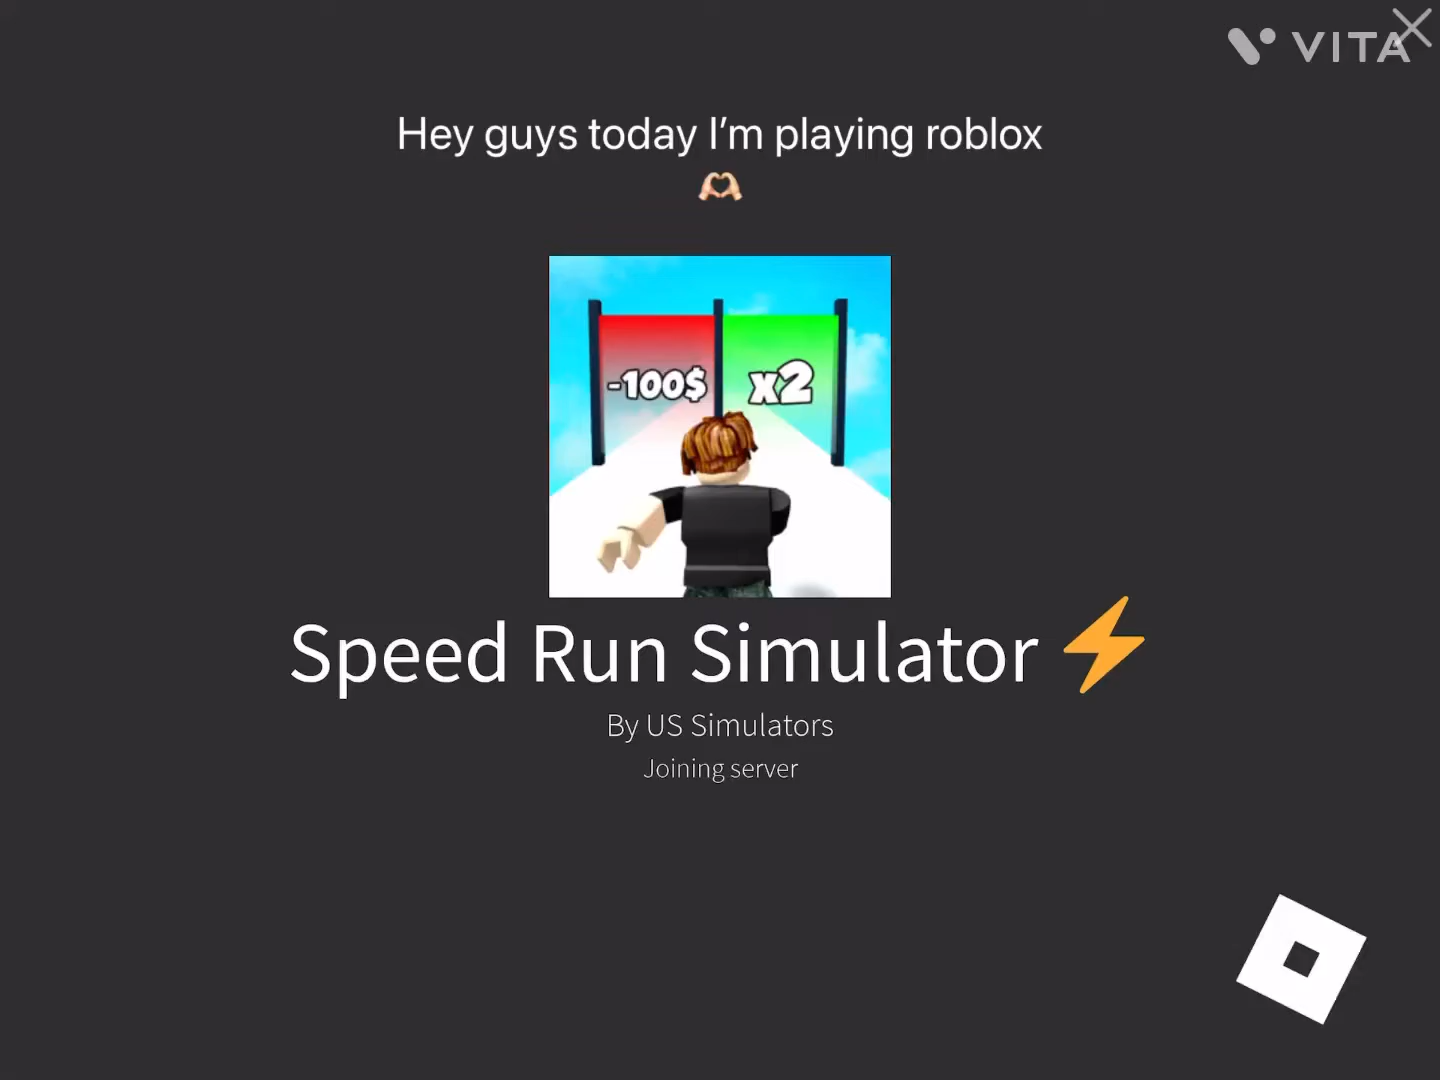 VITA
Hey guys today I’m playing roblox
🫶🏻
-100$ x2
Speed Run Simulator ⚡
By US Simulators
Joining server